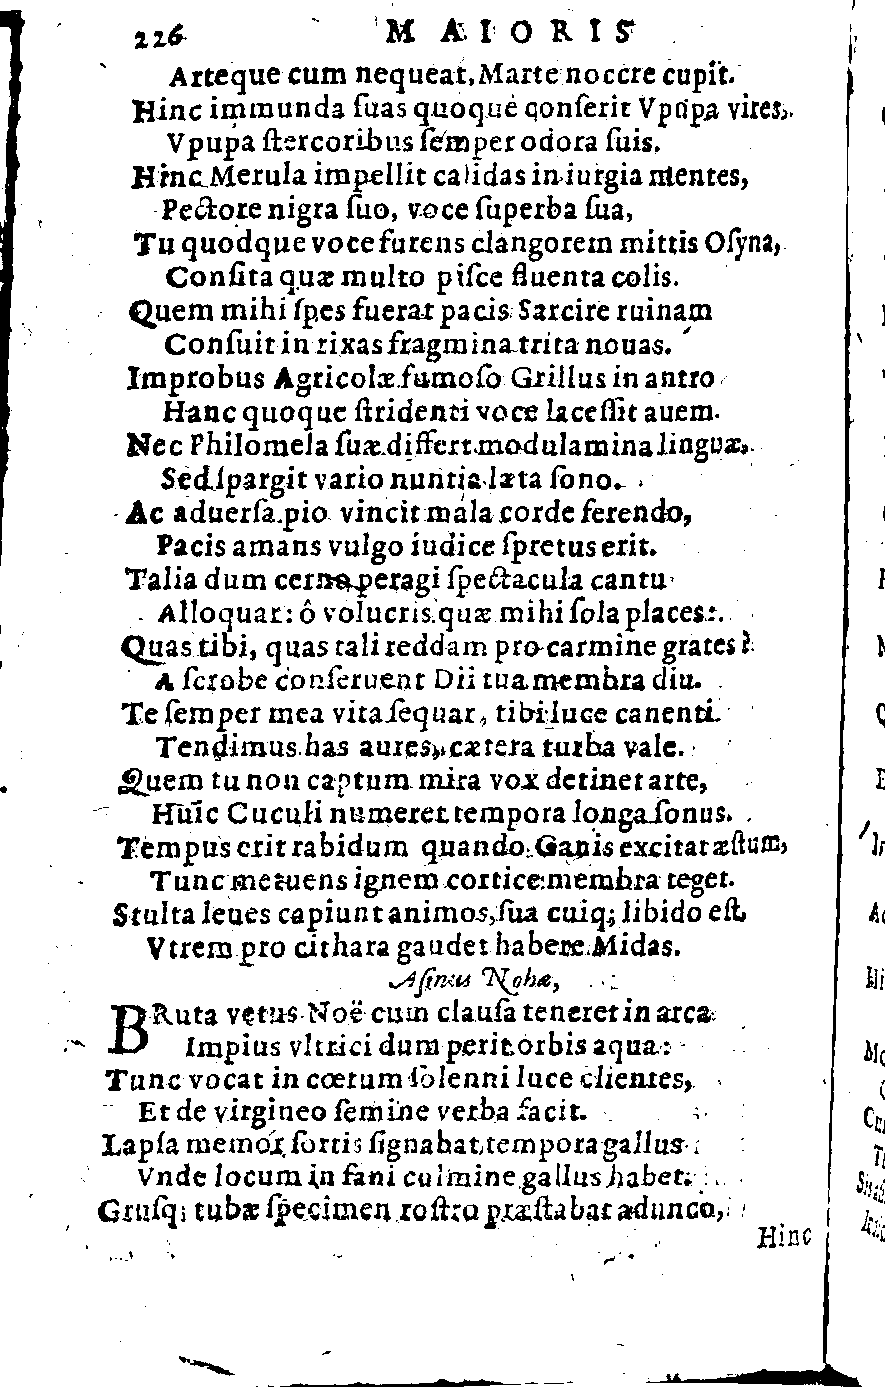 226 MAIORIS
Arteque cum nequeat, Marte nocere cupit.
Hinc immunda ſuas quoque conſerit Vpupa vires,
Vpupa ſtercoribus ſemper odora ſuis.
Hinc Merula impellit calidas in iurgia mentes,
Pectore nigra ſuo, voce ſuperba ſua,
Tu quodque voce furens clangorem mittis Oſyna,
Conſita quæ multo piſce fluenta colis.
Quem mihi ſpes fuerat pacis Sarcire ruinam
Conſuit in rixas fragmina trita nouas.
Improbus Agricolæ fumoſo Grillus in antro
Hanc quoque ſtridenti voce laceſſit auem.
Nec Philomela ſuæ differt modulamina linguæ,
Sed ſpargit vario nuntia læta ſono.
Ac aduerſa pio vincit mala corde ferendo,
Pacis amans vulgo iudice ſpretus erit.
Talia dum cerno peragi ſpectacula cantu
Alloquar: ô volucris quæ mihi ſola places:
Quas tibi, quas tali reddam pro carmine grates?
A ſcrobe conſeruent Dii tua membra diu.
Te ſemper mea vita ſequar, tibi luce canenti
Tendimus has aures, cætera turba vale.
Quem tu non captum mira vox detinet arte,
Huic Cuculi numeret tempora longa ſonus.
Tempus erit rabidum quando Canis excitat æſtum,
Tunc metuens ignem cortice membra teget.
Stulta leues capiunt animos, ſua cuiq; libido eſt,
Vtrem pro cithara gaudet habere Midas.
Aſinus Nohæ,
BRuta vetus Noë cum clauſa teneret in arca
Impius vltrici dum perit orbis aqua:
Tunc vocat in cœtum ſolenni luce clientes,
Et de virgineo ſemine verba facit.
Lapſa memor ſortis ſignabat tempora gallus
Vnde locum in fani culmine gallus habet.
Gruſq; tubæ ſpecimen roſtro præſtabat adunco,
Hinc